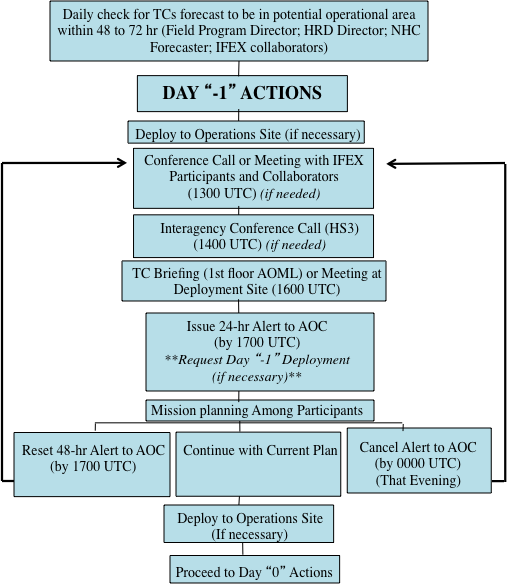 Daily check for TCs forecast to be in potential operational area
within 48 to 72 hr (Field Program Director; HRD Director; NHC
Forecaster; IFEX collaborators)
DAY “-1” ACTIONS
Deploy to Operations Site (if necessary)
Conference Call or Meeting with IFEX
Participants and Collaborators
(1300 UTC) (if needed)
Interagency Conference Call (HS3)
(1400 UTC) (if needed)
TC Briefing (1st floor AOML) or Meeting at
Deployment Site (1600 UTC)
Issue 24-hr Alert to AOC
(by 1700 UTC)
**Request Day “-1” Deployment
(if necessary)**
Mission planning Among Participants
Reset 48-hr Alert to AOC
(by 1700 UTC)
Continue with Current Plan
Cancel Alert to AOC
(by 0000 UTC)
(That Evening)
Deploy to Operations Site
(If necessary)
Proceed to Day “0” Actions